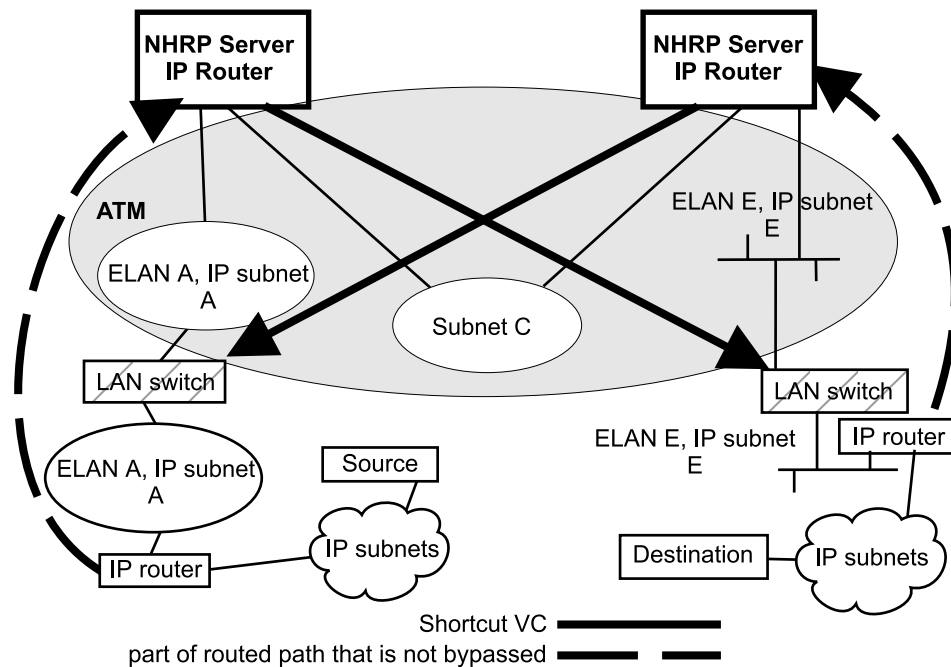 NHRP Server
IP Router
NHRP Server
IP Router
ATM
ELAN E, IP subnet
E
ELAN A, IP subnet
A
Subnet C
LAN switch
LAN switch
ELAN E, IP subnet
E
IP router
ELAN A, IP subnet
A
Source
IP subnets
IP router
Destination
IP subnets
Shortcut VC
part of routed path that is not bypassed